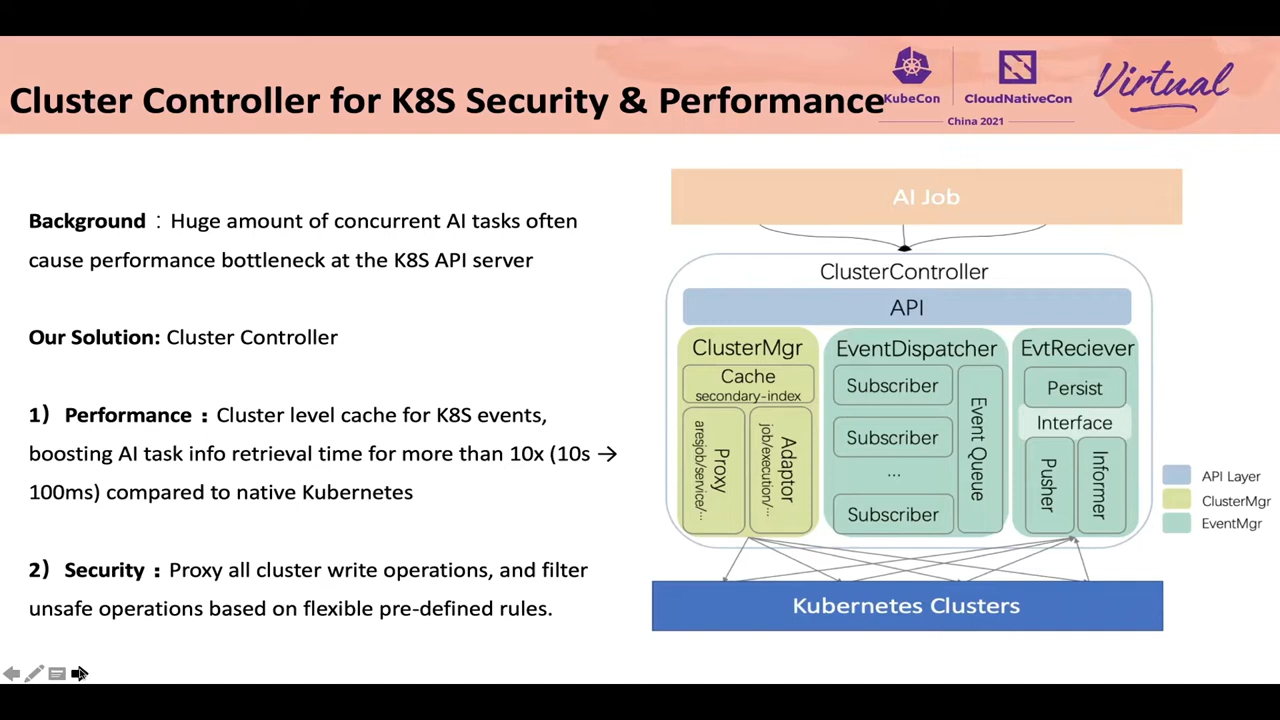 Cluster Controller for K8S Security & Performance
KubeCon
CloudNativeCon
China 2021
Virtual
Background：Huge amount of concurrent AI tasks often
cause performance bottleneck at the K8S API server
Our Solution: Cluster Controller
1）Performance：Cluster level cache for K8S events,
boosting AI task info retrieval time for more than 10x (10s →
100ms) compared to native Kubernetes
2）Security：Proxy all cluster write operations, and filter
unsafe operations based on flexible pre-defined rules.
AI Job
ClusterController
API
ClusterMgr
Cache
secondary-index
Proxy
aresjob/service/...
Adaptor
job/execution/...
EventDispatcher
Subscriber
Subscriber
...
Subscriber
Event Queue
EvtReciever
Persist
Interface
Pusher
Informer
Kubernetes Clusters
API Layer
ClusterMgr
EventMgr